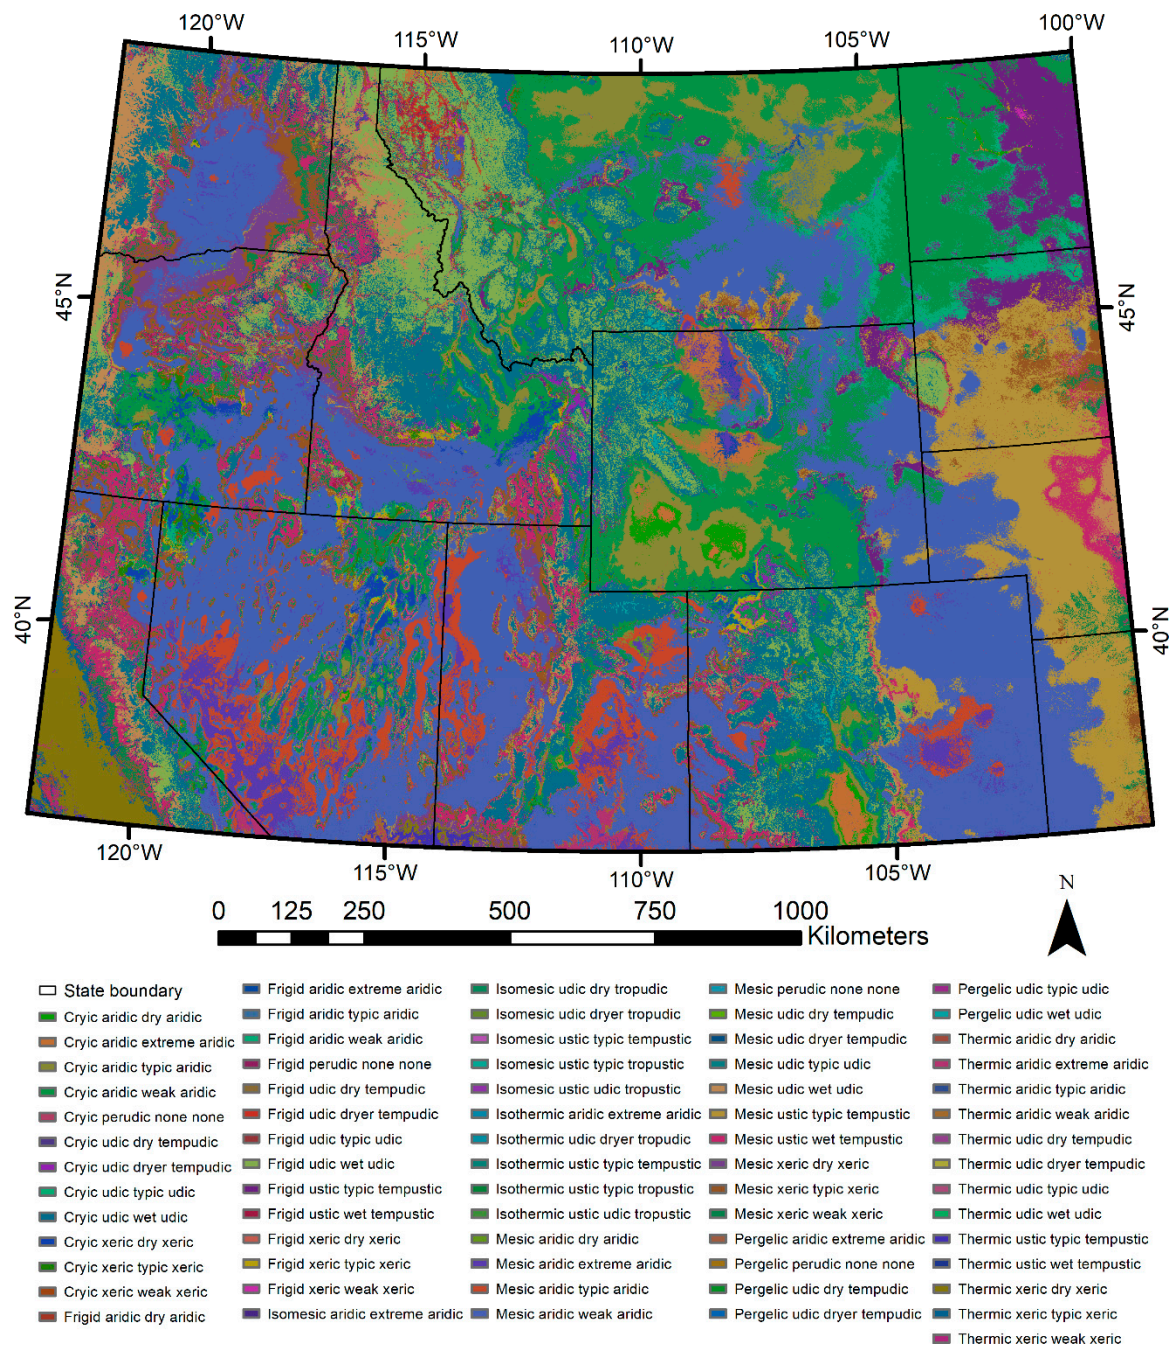 120°W
115°W
110°W
105°W
100°W
45°N
45°N
40°N
40°N
120°W
115°W
110°W
105°W
N
0 125 250 500 750 1000
Kilometers
State boundary
Cryic aridic dry aridic
Cryic aridic extreme aridic
Cryic aridic typic aridic
Cryic aridic weak aridic
Cryic perudic none none
Cryic udic dry tempudic
Cryic udic dryer tempudic
Cryic udic typic udic
Cryic udic wet udic
Cryic xeric dry xeric
Cryic xeric typic xeric
Cryic xeric weak xeric
Frigid aridic dry aridic
Frigid aridic extreme aridic
Frigid aridic typic aridic
Frigid aridic weak aridic
Frigid perudic none none
Frigid udic dry tempudic
Frigid udic dryer tempudic
Frigid udic typic udic
Frigid udic wet udic
Frigid ustic typic tempustic
Frigid ustic wet tempustic
Frigid xeric dry xeric
Frigid xeric typic xeric
Frigid xeric weak xeric
Isomesic aridic extreme aridic
Isomesic udic dry tropudic
Isomesic udic dryer tropudic
Isomesic ustic typic tempustic
Isomesic ustic typic tropustic
Isomesic ustic udic tropustic
Isothermic aridic extreme aridic
Isothermic udic dryer tropudic
Isothermic ustic typic tempustic
Isothermic ustic typic tropustic
Isothermic ustic udic tropustic
Mesic aridic dry aridic
Mesic aridic extreme aridic
Mesic aridic typic aridic
Mesic aridic weak aridic
Mesic perudic none none
Mesic udic dry tempudic
Mesic udic dryer tempudic
Mesic udic typic udic
Mesic udic wet udic
Mesic ustic typic tempustic
Mesic ustic wet tempustic
Mesic xeric dry xeric
Mesic xeric typic xeric
Mesic xeric weak xeric
Pergelic aridic extreme aridic
Pergelic perudic none none
Pergelic udic dry tempudic
Pergelic udic dryer tempudic
Pergelic udic typic udic
Pergelic udic wet udic
Thermic aridic dry aridic
Thermic aridic extreme aridic
Thermic aridic typic aridic
Thermic aridic weak aridic
Thermic udic dry tempudic
Thermic udic dryer tempudic
Thermic udic typic udic
Thermic udic wet udic
Thermic ustic typic tempustic
Thermic ustic wet tempustic
Thermic xeric dry xeric
Thermic xeric typic xeric
Thermic xeric weak xeric